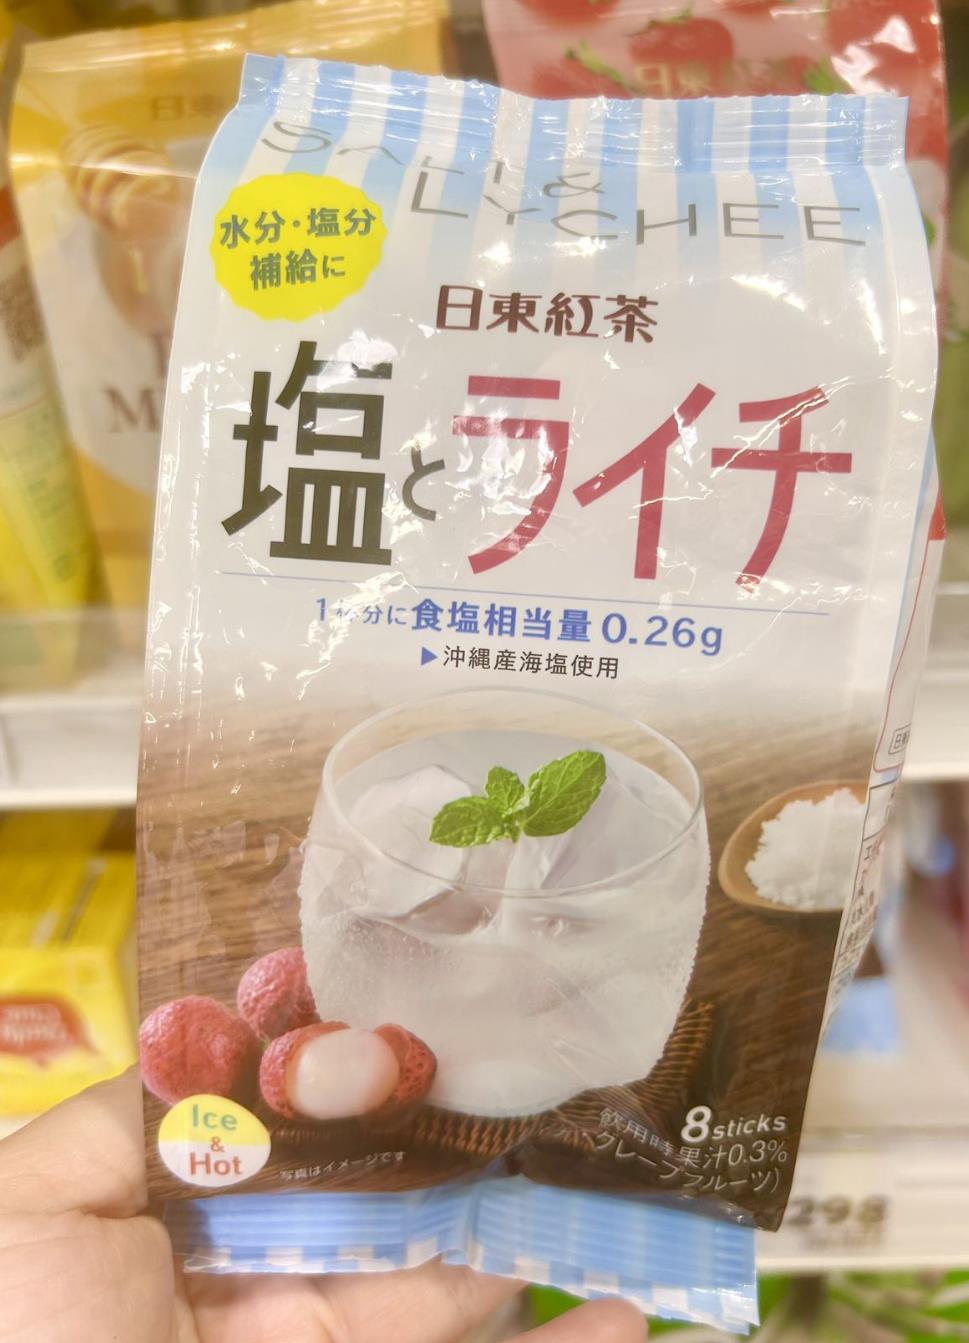 SALT &
LYCHEE
水分・塩分
補給に
日東紅茶
塩とライチ
1杯分に食塩相当量0.26g
▶沖縄産海塩使用
Ice
&
Hot
写真はイメージです
8sticks
飲用時果汁0.3%
グレープフルーツ)
298